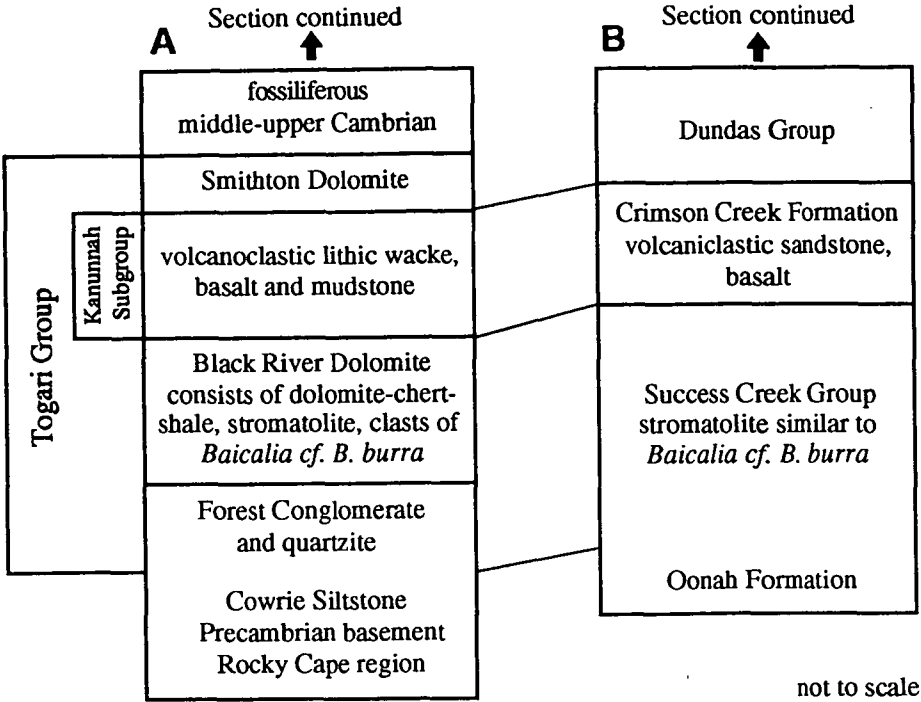 Section continued
A
fossiliferous
middle-upper Cambrian
Smithton Dolomite
volcanoclastic lithic wacke,
basalt and mudstone
Black River Dolomite
consists of dolomite-chert-
shale, stromatolite, clasts of
Baicalia cf. B. burra
Forest Conglomerate
and quartzite
Cowrie Siltstone
Precambrian basement
Rocky Cape region
Togari Group
Kanunnah
Subgroup
Section continued
B
Dundas Group
Crimson Creek Formation
volcaniclastic sandstone,
basalt
Success Creek Group
stromatolite similar to
Baicalia cf. B. burra
Oonah Formation
not to scale